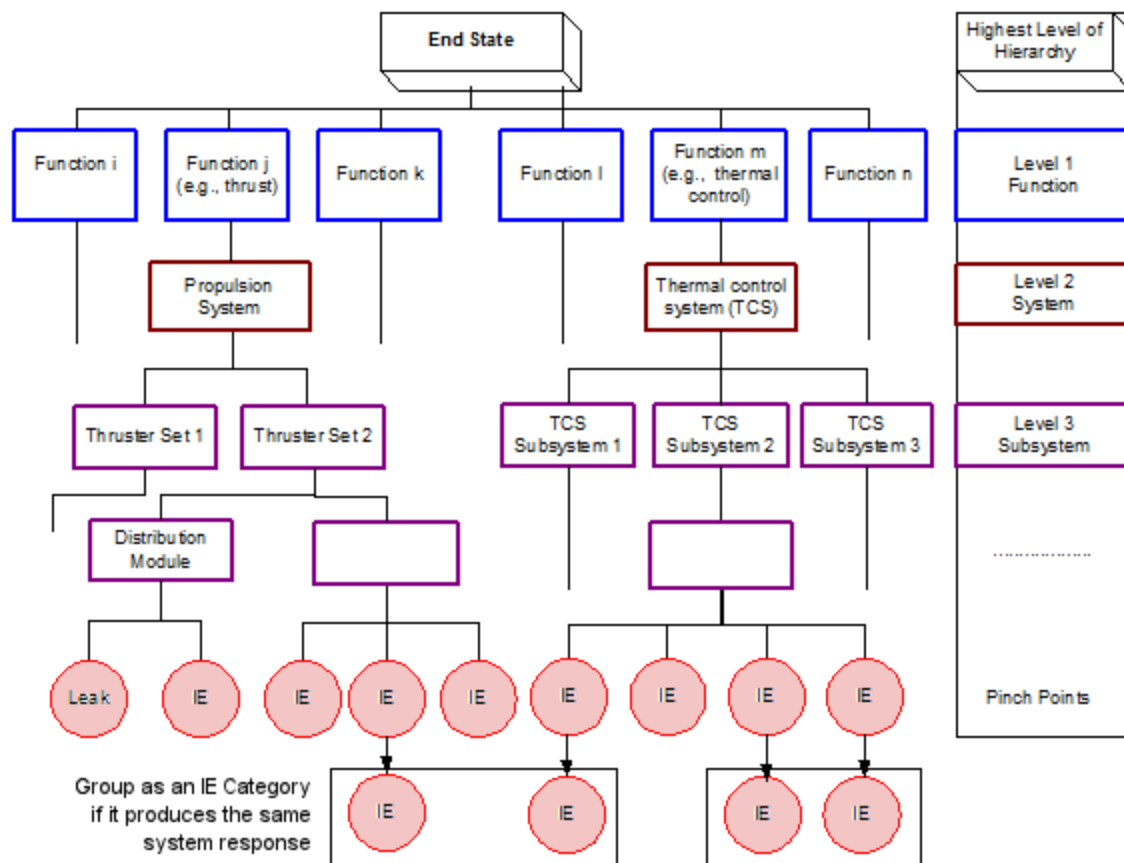 End State
Highest Level of
Hierarchy
Function i
Function j
(e.g., thrust)
Function k
Function l
Function m
(e.g., thermal
control)
Function n
Level 1
Function
Propulsion
System
Thermal control
system (TCS)
Level 2
System
Thruster Set 1
Thruster Set 2
TCS
Subsystem 1
TCS
Subsystem 2
TCS
Subsystem 3
Level 3
Subsystem
Distribution
Module
...................
Leak
IE
IE
IE
IE
IE
IE
IE
IE
Pinch Points
Group as an IE Category
if it produces the same
system response
IE
IE
IE
IE